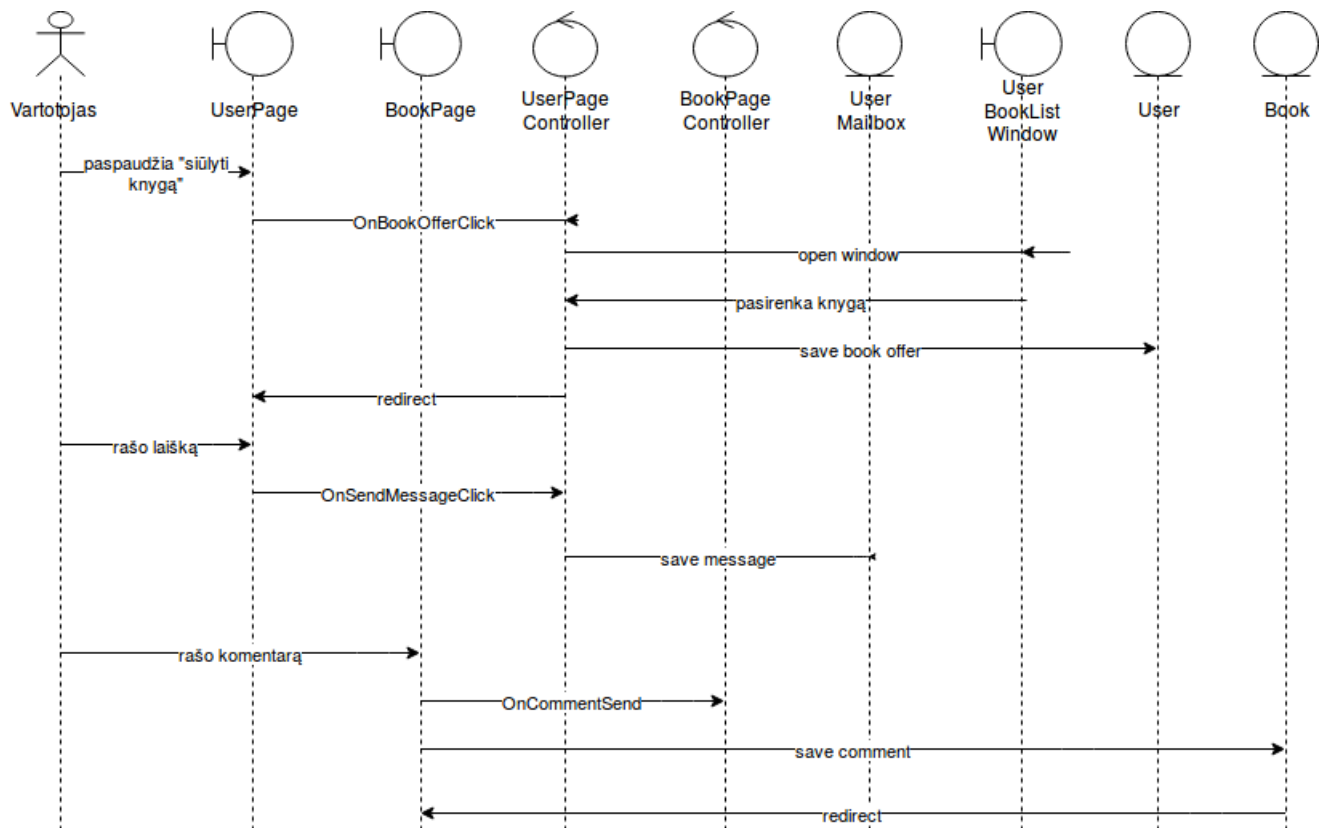 Vartotojas
UserPage
BookPage
UserPage
Controller
BookPage
Controller
User
Mailbox
User
BookList
Window
User
Book
paspaudžia "siūlyti
knygą"
OnBookOfferClick
open window
pasirenka knygą
save book offer
redirect
rašo laišką
OnSendMessageClick
save message
rašo komentarą
OnCommentSend
save comment
redirect